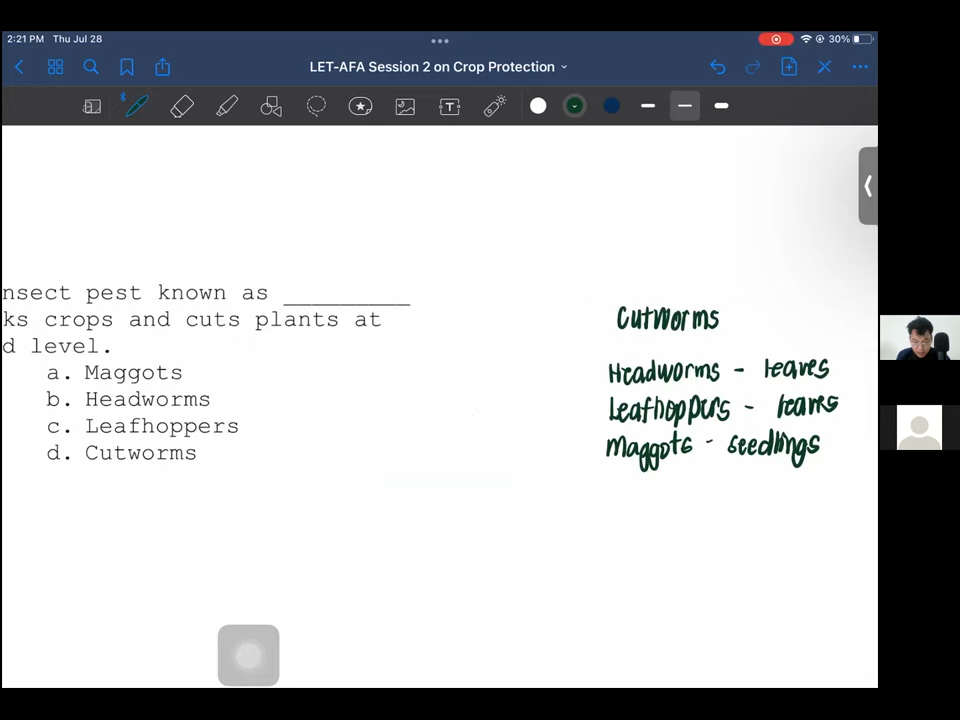 2:21 PM Thu Jul 28
30%
LET-AFA Session 2 on Crop Protection
T
nsect pest known as _________
ks crops and cuts plants at
d level.
a. Maggots
b. Headworms
c. Leafhoppers
d. Cutworms
Cutworms
Headworms - leaves
Leafhoppers - leaves
Maggots - seedlings